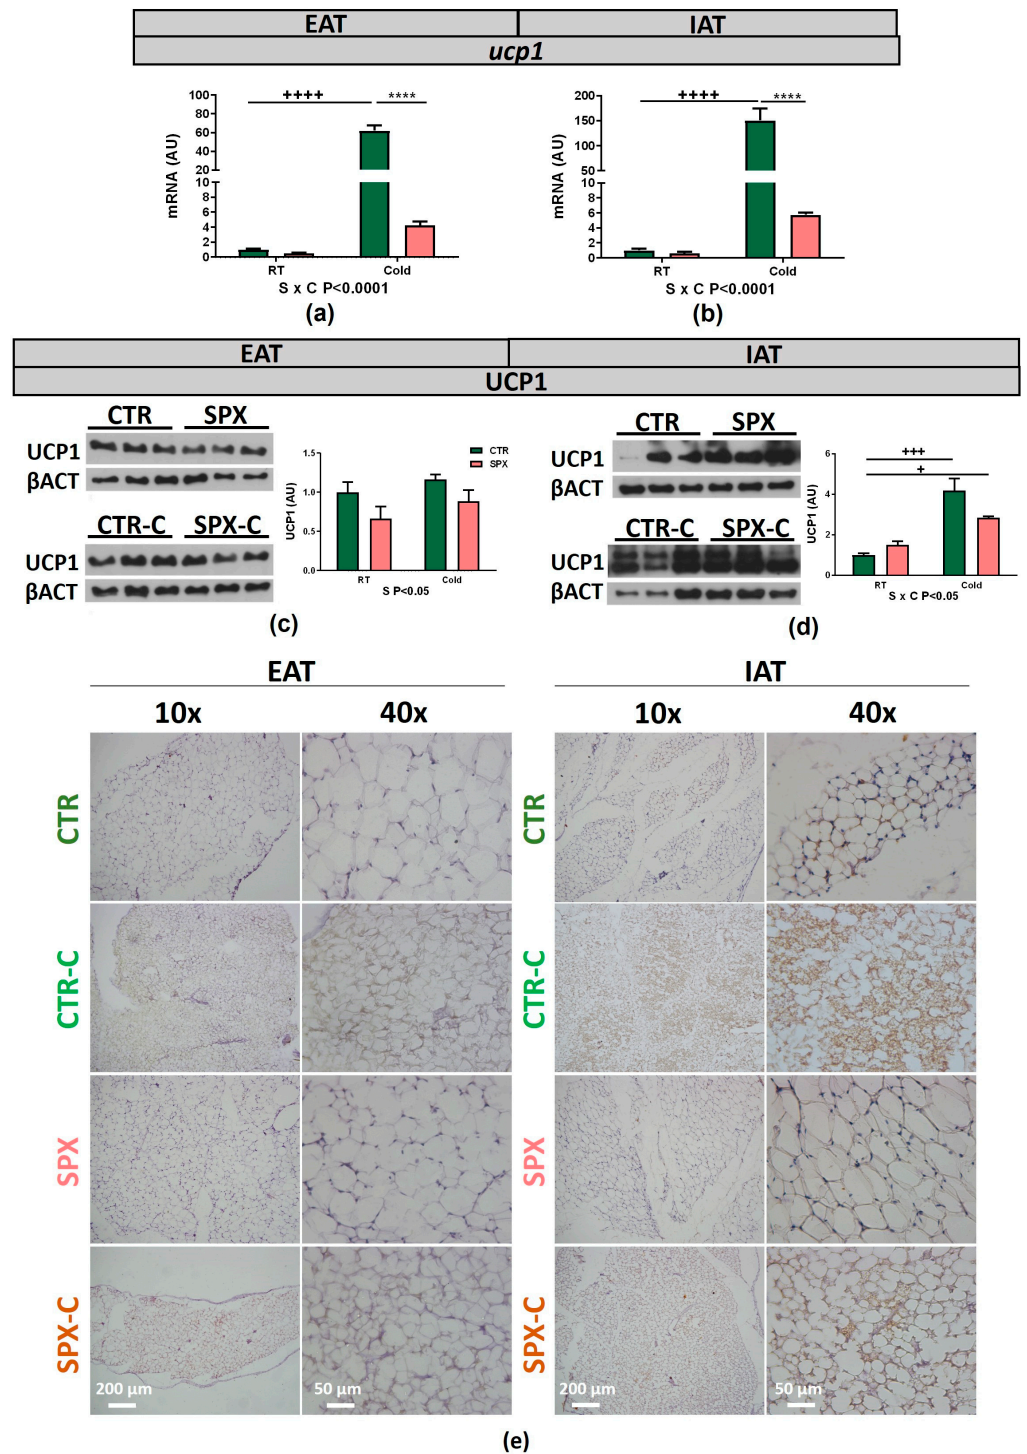 EAT IAT
ucp1
++++ ****
100
80
60
40
20
10
8
6
4
2
0
mRNA (AU)
RT Cold
S x C P<0.0001
(a)
++++ ****
200
150
100
50
10
8
6
4
2
0
mRNA (AU)
RT Cold
S x C P<0.0001
(b)
EAT IAT
UCP1
CTR SPX
UCP1
βACT
CTR-C SPX-C
UCP1
βACT
CTR
SPX
1.5
1.0
0.5
0.0
UCP1 (AU)
RT Cold
S P<0.05
(c)
CTR SPX
UCP1
βACT
CTR-C SPX-C
UCP1
βACT
+++
+
6
4
2
0
UCP1 (AU)
RT Cold
S x C P<0.05
(d)
EAT IAT
10x 40x 10x 40x
CTR CTR
CTR-C CTR-C
SPX SPX
SPX-C SPX-C
200 µm 50 µm 200 µm 50 µm
(e)